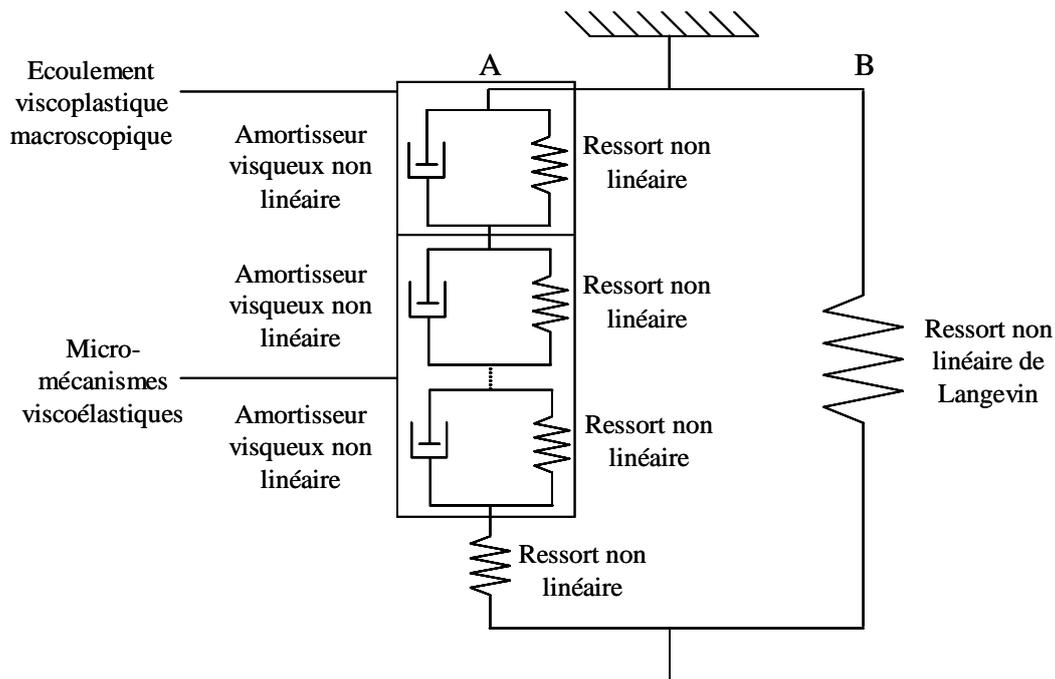 A
B
Ecoulement
viscoplastique
macroscopique
Amortisseur
visqueux non
linéaire
Ressort non
linéaire
Amortisseur
visqueux non
linéaire
Ressort non
linéaire
Micro-
mécanismes
viscoélastiques
Ressort non
linéaire de
Langevin
Amortisseur
visqueux non
linéaire
Ressort non
linéaire
Ressort non
linéaire